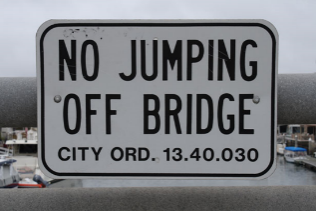 NO JUMPING
OFF BRIDGE
CITY ORD. 13.40.030